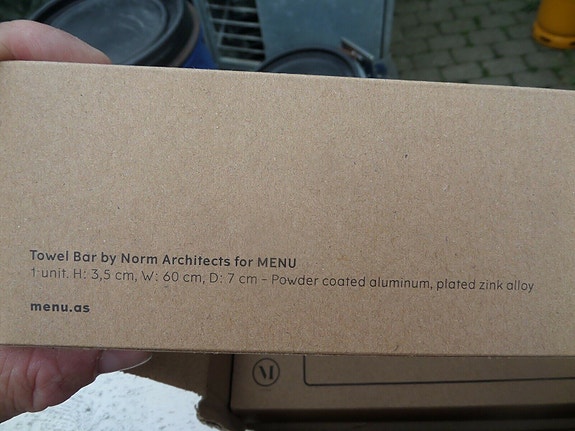 Towel Bar by Norm Architects for MENU
1 unit. H: 3,5 cm, W: 60 cm, D: 7 cm – Powder coated aluminum, plated zink alloy
menu.as
M